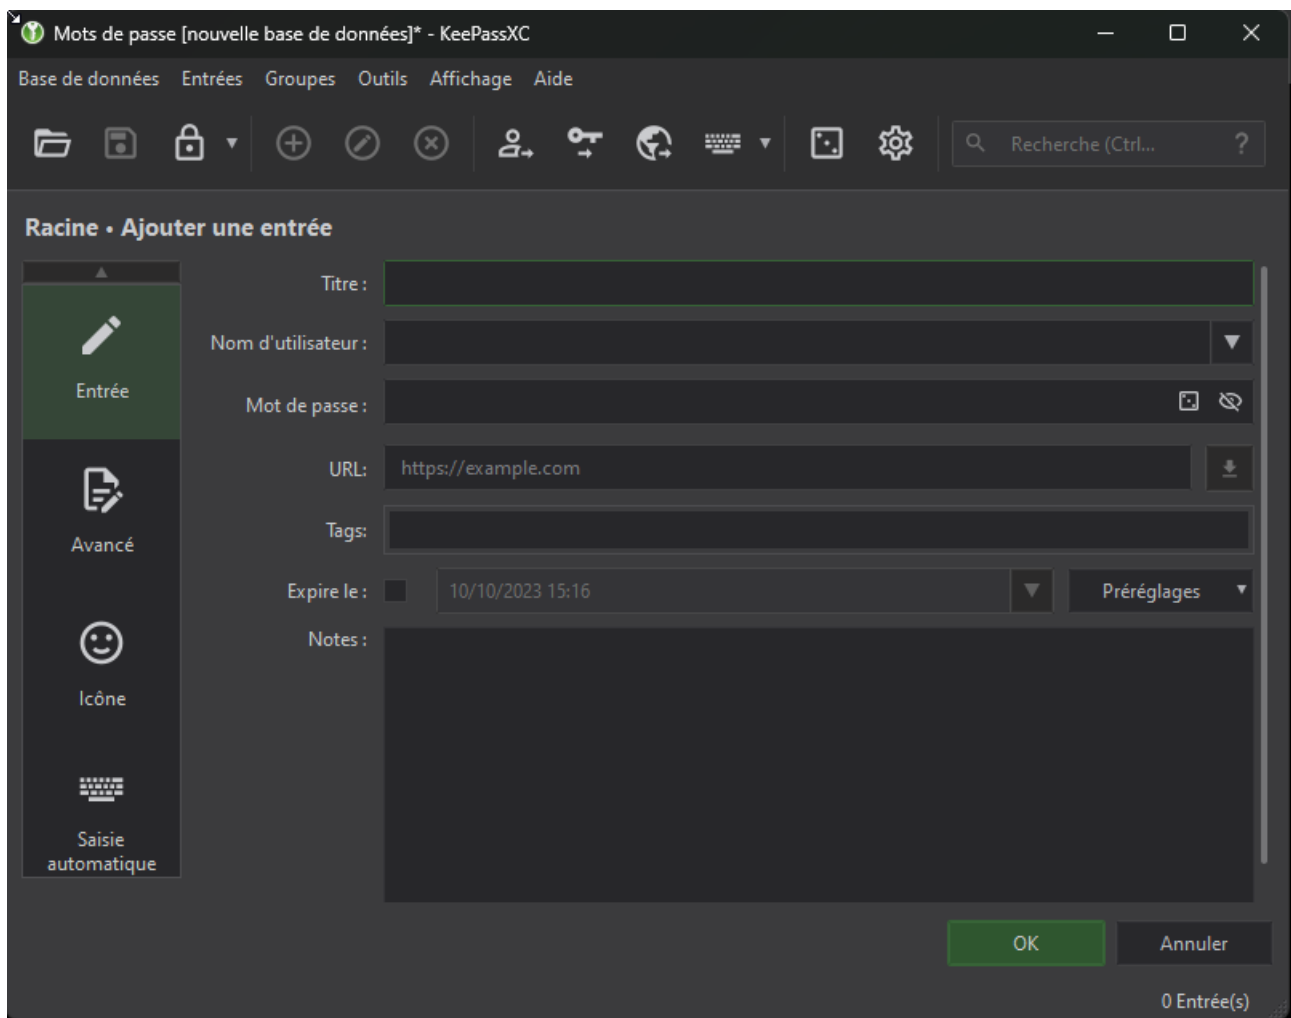 Mots de passe [nouvelle base de données]* - KeePassXC
Base de données Entrées Groupes Outils Affichage Aide
Recherche (Ctrl... ?
Racine • Ajouter une entrée
Titre :
Nom d'utilisateur :
Entrée
Mot de passe :
URL: https://example.com
Tags:
Avancé
Expire le : 10/10/2023 15:16 Préréglages
Notes :
Icône
Saisie
automatique
OK Annuler
0 Entrée(s)